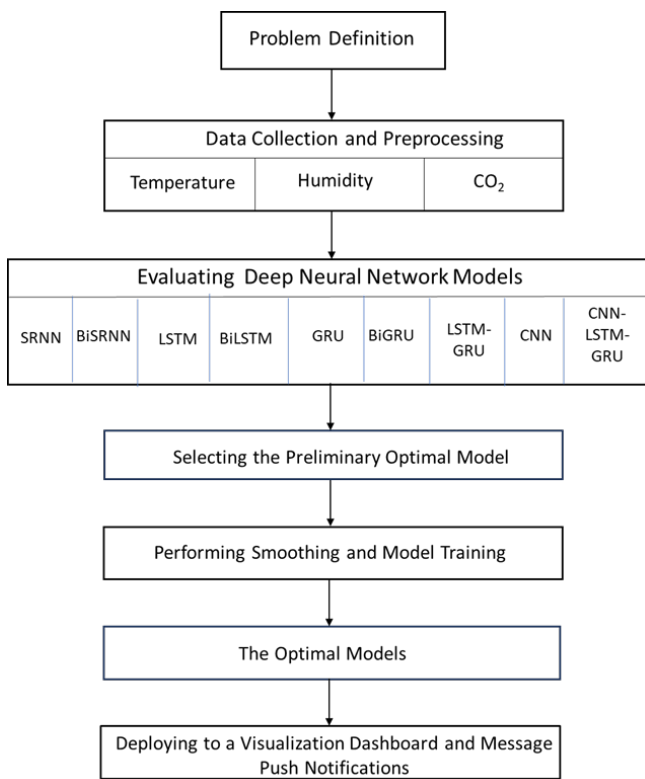 Problem Definition
Data Collection and Preprocessing
Temperature
Humidity
CO₂
Evaluating Deep Neural Network Models
SRNN
BiSRNN
LSTM
BiLSTM
GRU
BiGRU
LSTM-
GRU
CNN
CNN-
LSTM-
GRU
Selecting the Preliminary Optimal Model
Performing Smoothing and Model Training
The Optimal Models
Deploying to a Visualization Dashboard and Message
Push Notifications